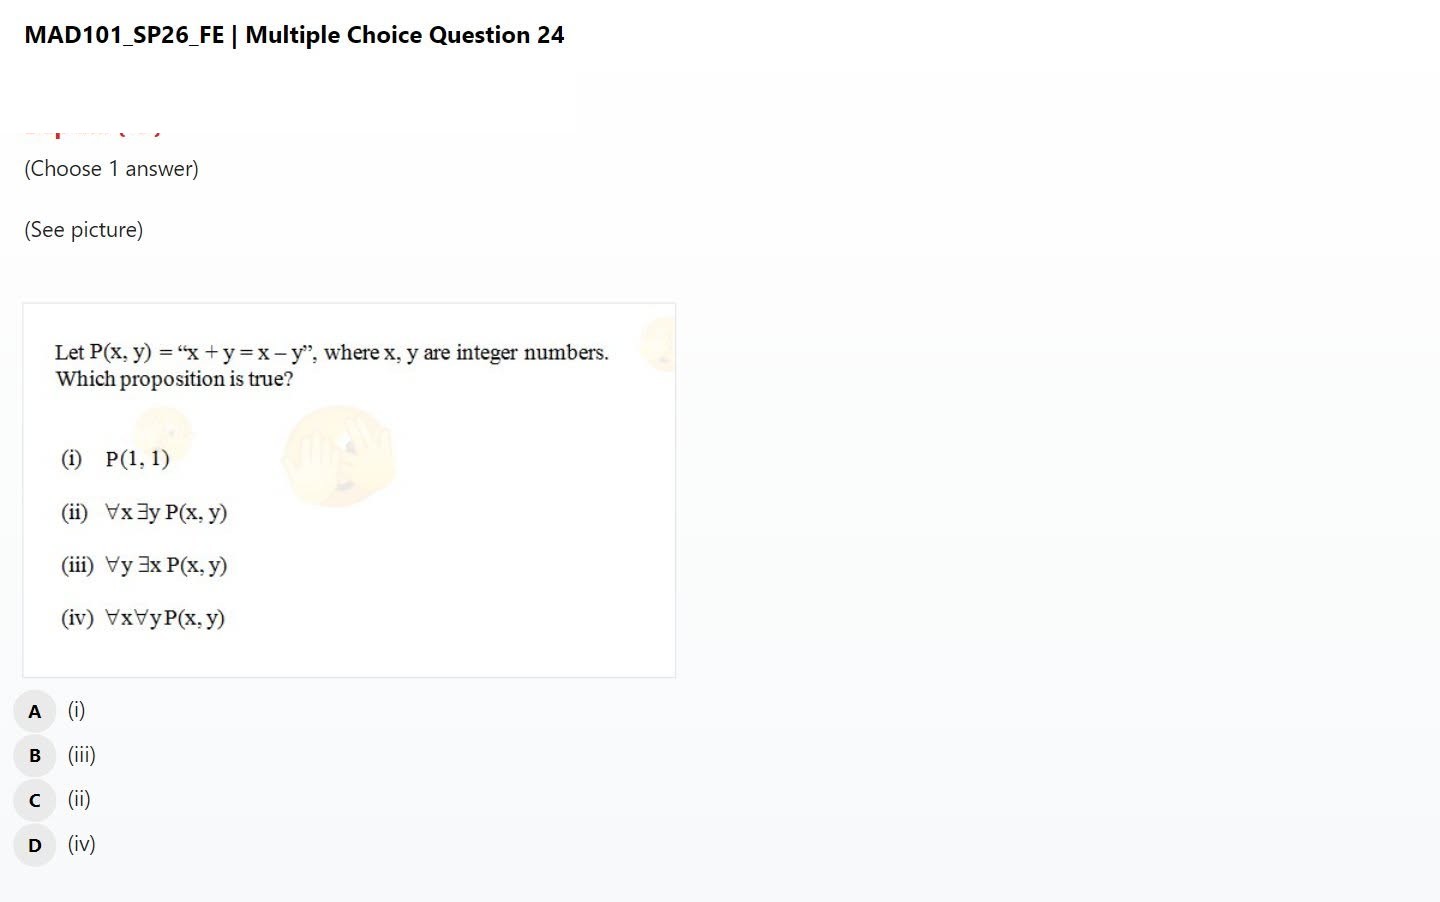 MAD101_SP26_FE | Multiple Choice Question 24
(Choose 1 answer)
(See picture)
Let P(x, y) = “x + y = x – y”, where x, y are integer numbers.
Which proposition is true?
(i) P(1, 1)
(ii) ∀x∃y P(x, y)
(iii) ∀y ∃x P(x, y)
(iv) ∀x∀y P(x, y)
A (i)
B (iii)
C (ii)
D (iv)